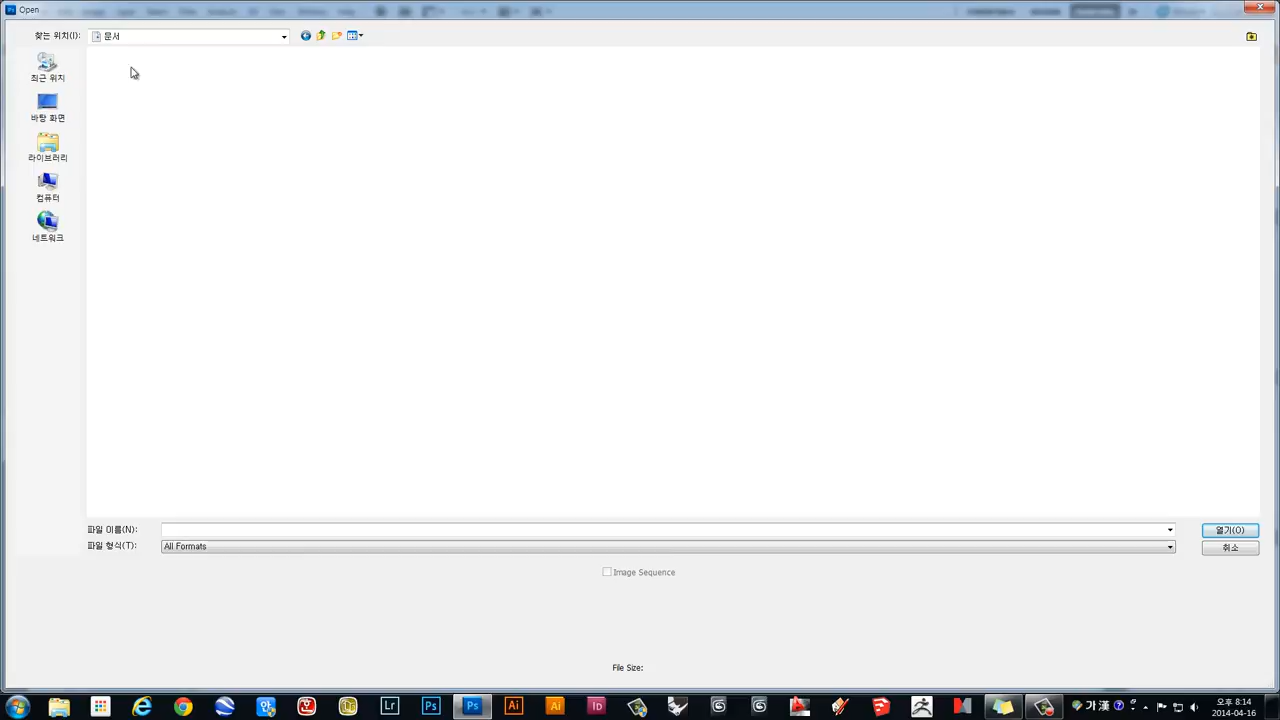 Open
찾는 위치(I):
문서
최근 위치
바탕 화면
라이브러리
컴퓨터
네트워크
파일 이름(N):
열기(O)
파일 형식(T):
All Formats
취소
Image Sequence
File Size:
Lr
Ps
Ps
Ai
Ai
Id
가
漢
오후 8:14
2014-04-16